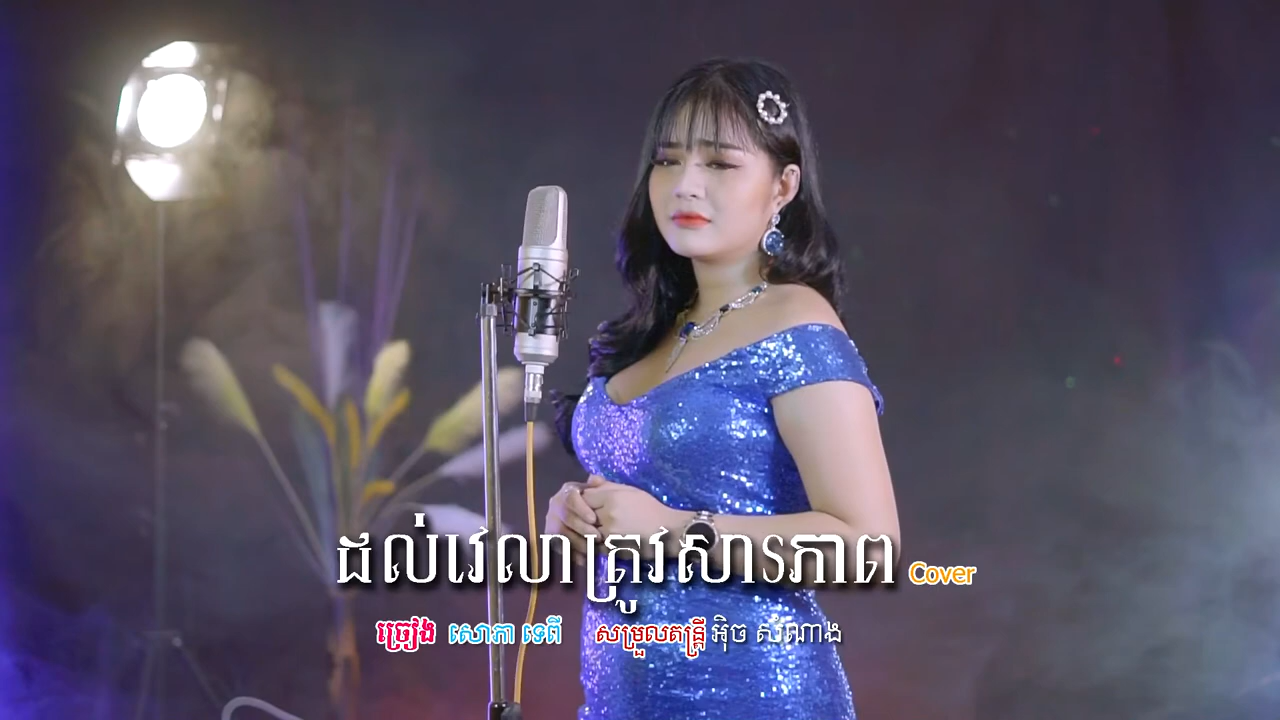 ដល់វេលាត្រូវសារភាព Cover
ច្រៀង សោភា ទេពី សម្រួលតន្ត្រី អ៊ិច សំណាង